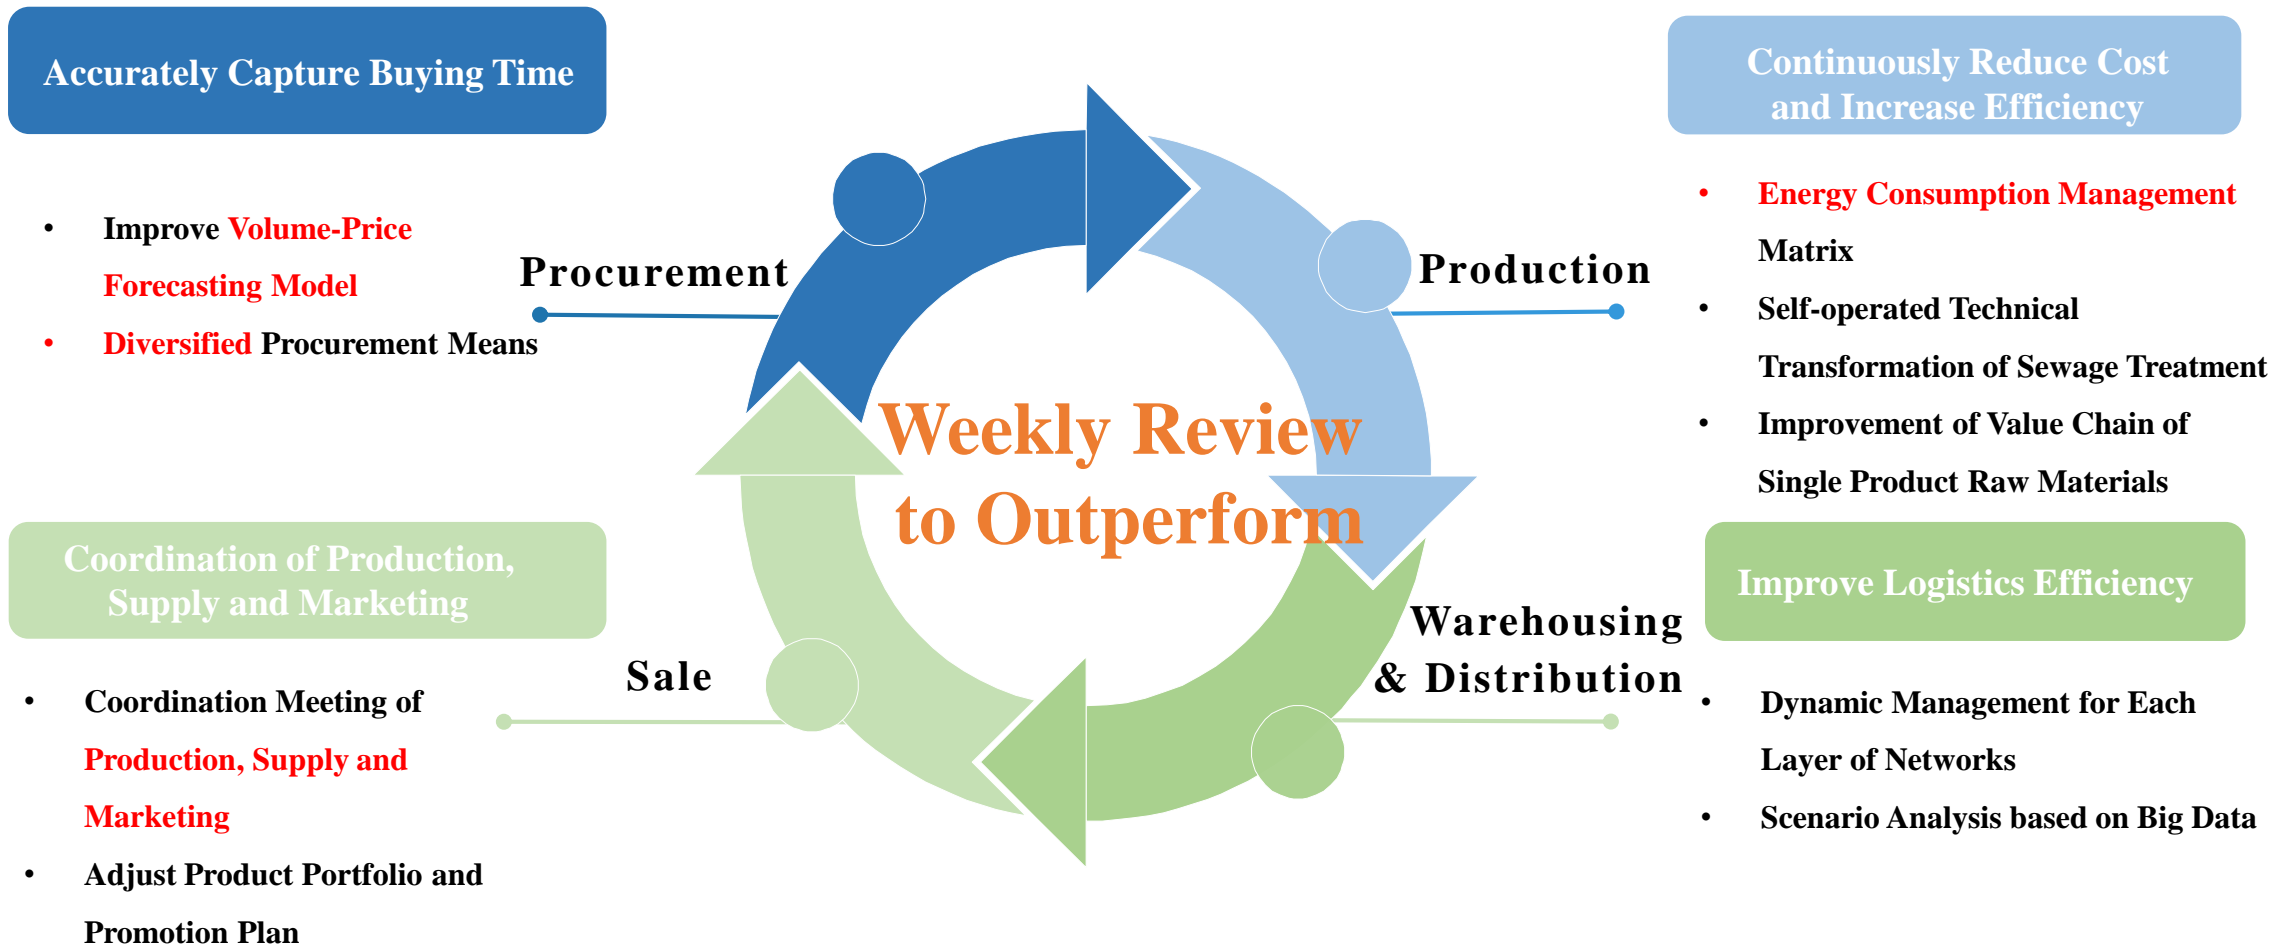 Accurately Capture Buying Time
• Improve Volume-Price
Forecasting Model
• Diversified Procurement Means
Procurement
Continuously Reduce Cost
and Increase Efficiency
• Energy Consumption Management
Matrix
• Self-operated Technical
Transformation of Sewage Treatment
• Improvement of Value Chain of
Single Product Raw Materials
Production
Weekly Review
to Outperform
Coordination of Production,
Supply and Marketing
• Coordination Meeting of
Production, Supply and
Marketing
• Adjust Product Portfolio and
Promotion Plan
Sale
Warehousing
& Distribution
Improve Logistics Efficiency
• Dynamic Management for Each
Layer of Networks
• Scenario Analysis based on Big Data